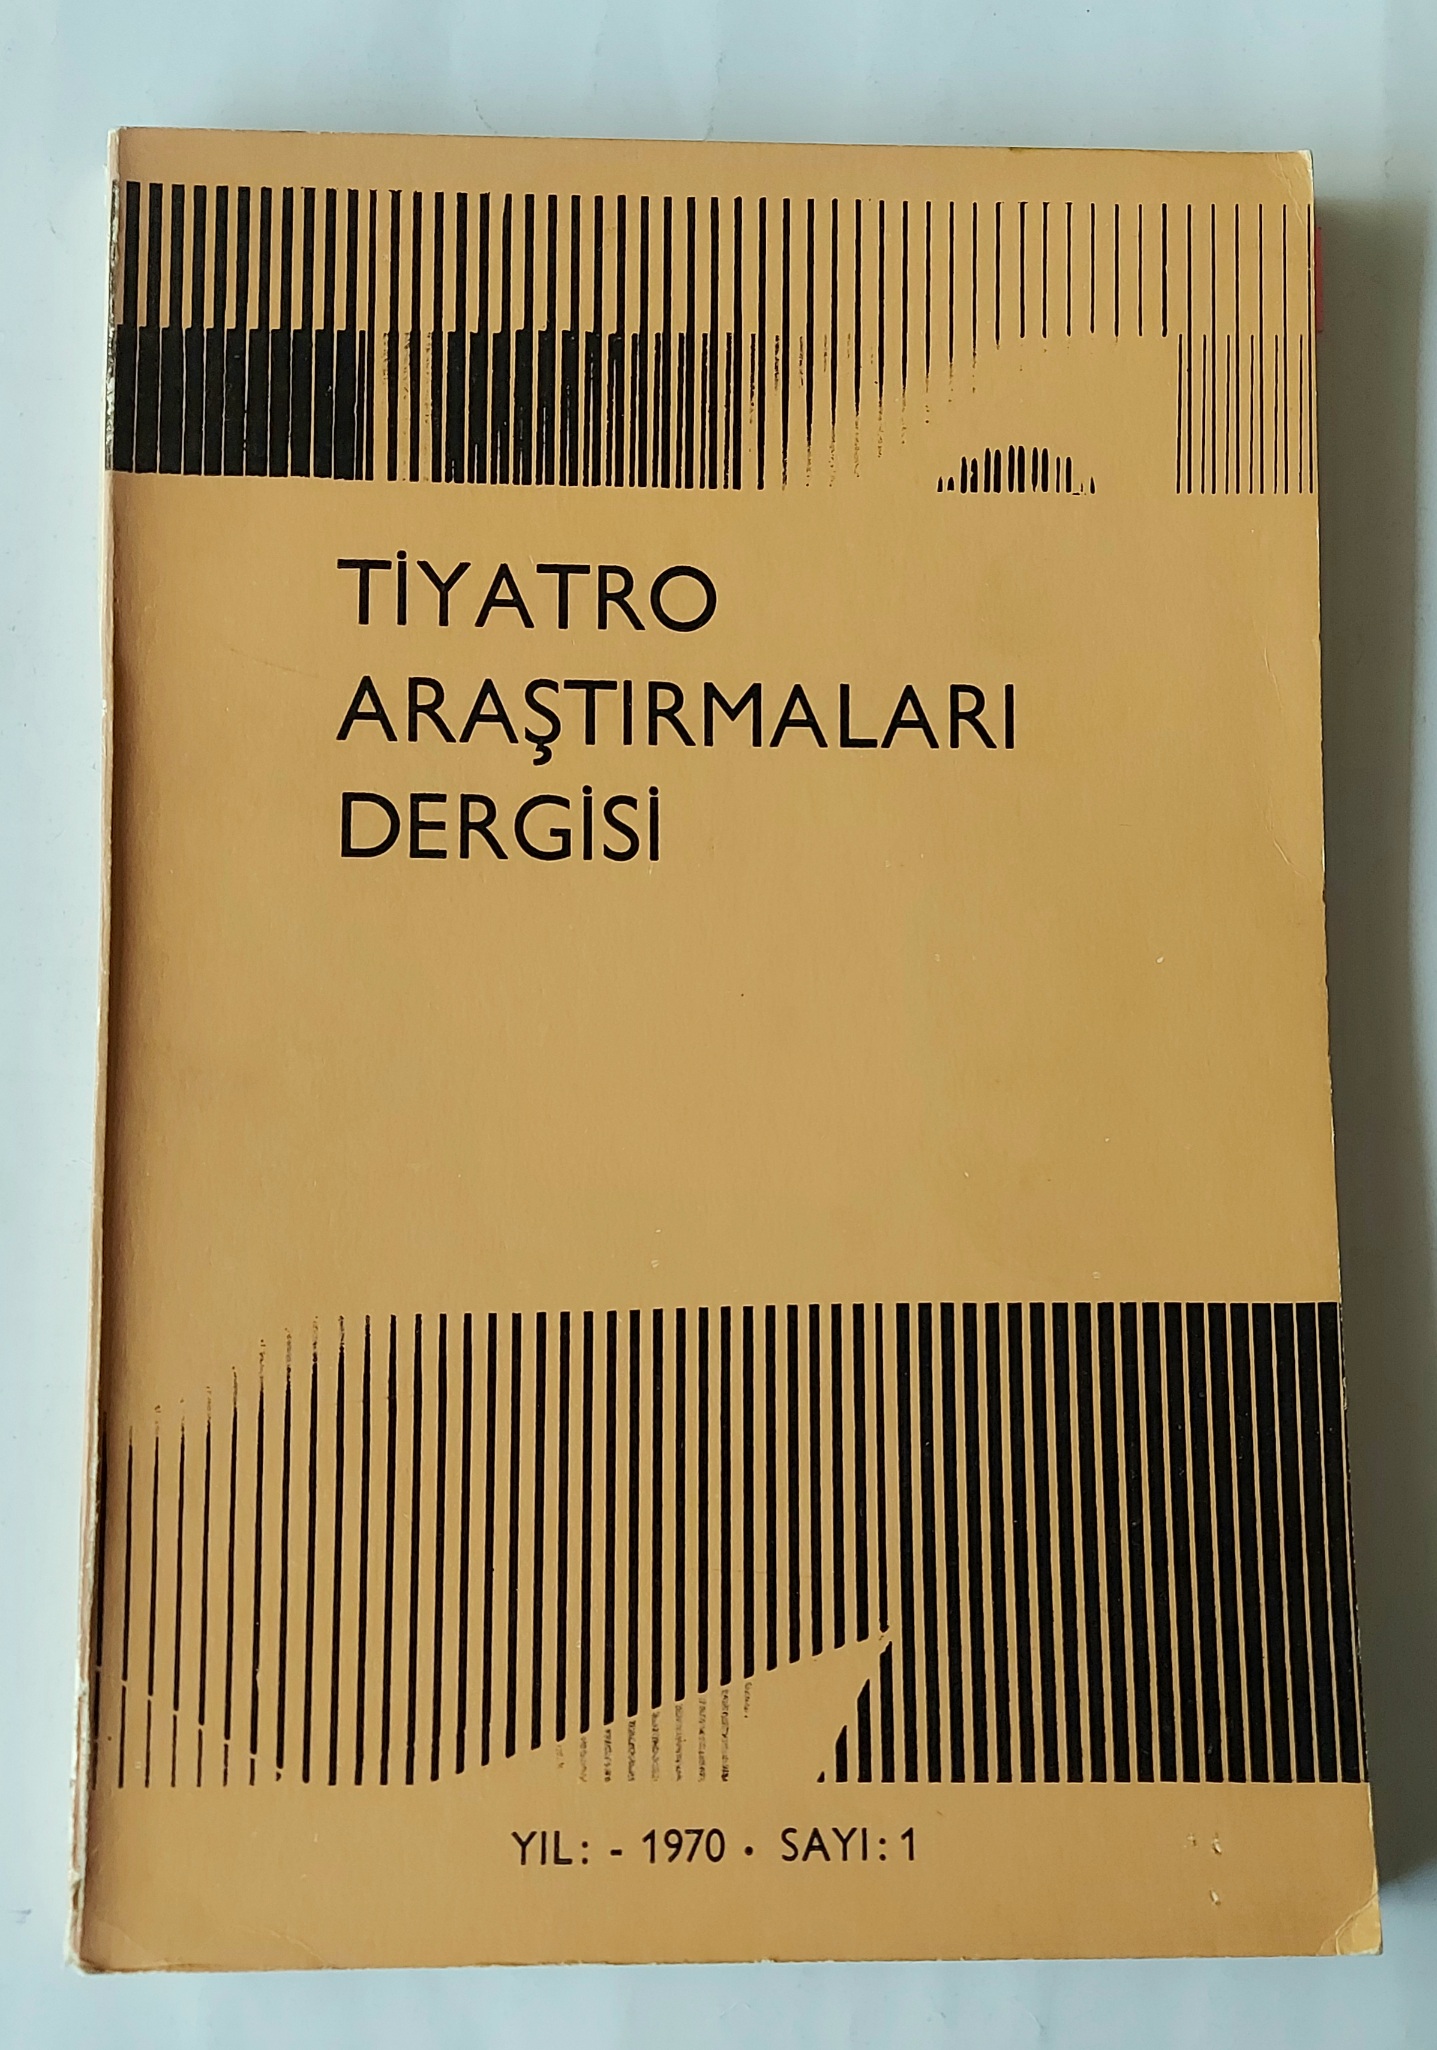 TİYATRO
ARAŞTIRMALARI
DERGİSİ
YIL: - 1970 • SAYI: 1